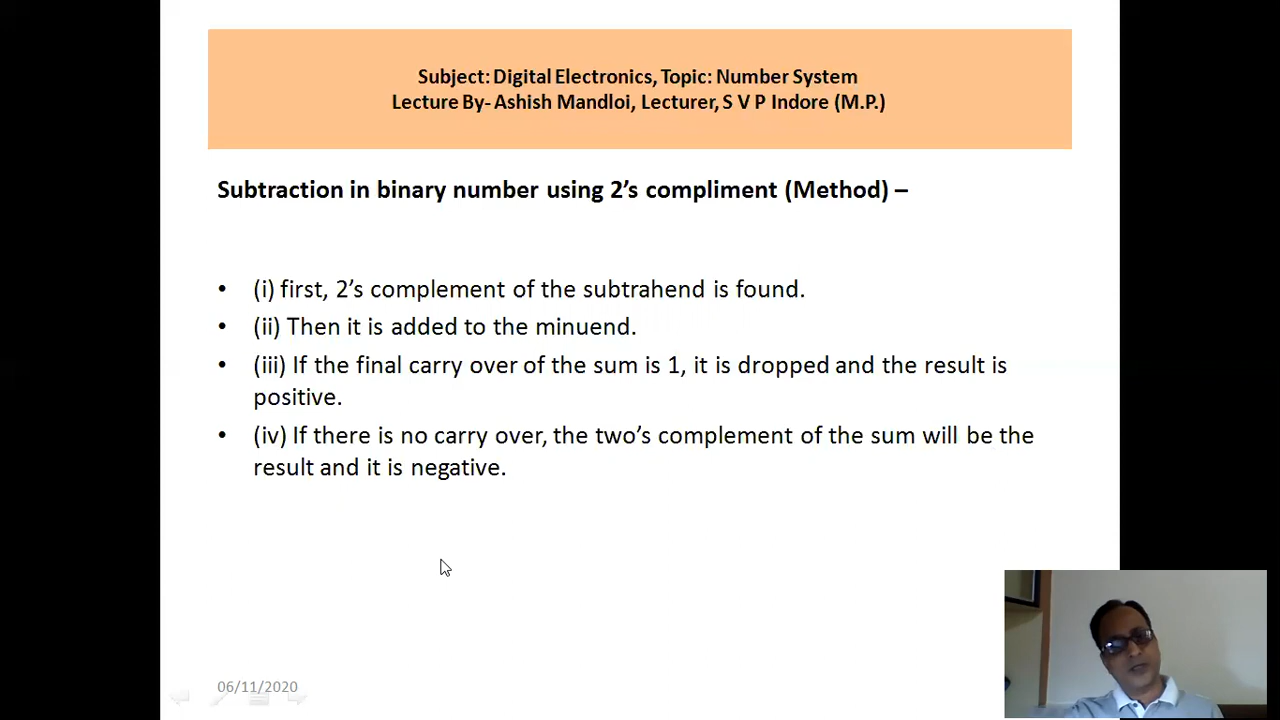 Subject: Digital Electronics, Topic: Number System
Lecture By- Ashish Mandloi, Lecturer, S V P Indore (M.P.)
Subtraction in binary number using 2’s compliment (Method) –
• (i) first, 2’s complement of the subtrahend is found.
• (ii) Then it is added to the minuend.
• (iii) If the final carry over of the sum is 1, it is dropped and the result is
positive.
• (iv) If there is no carry over, the two’s complement of the sum will be the
result and it is negative.
06/11/2020